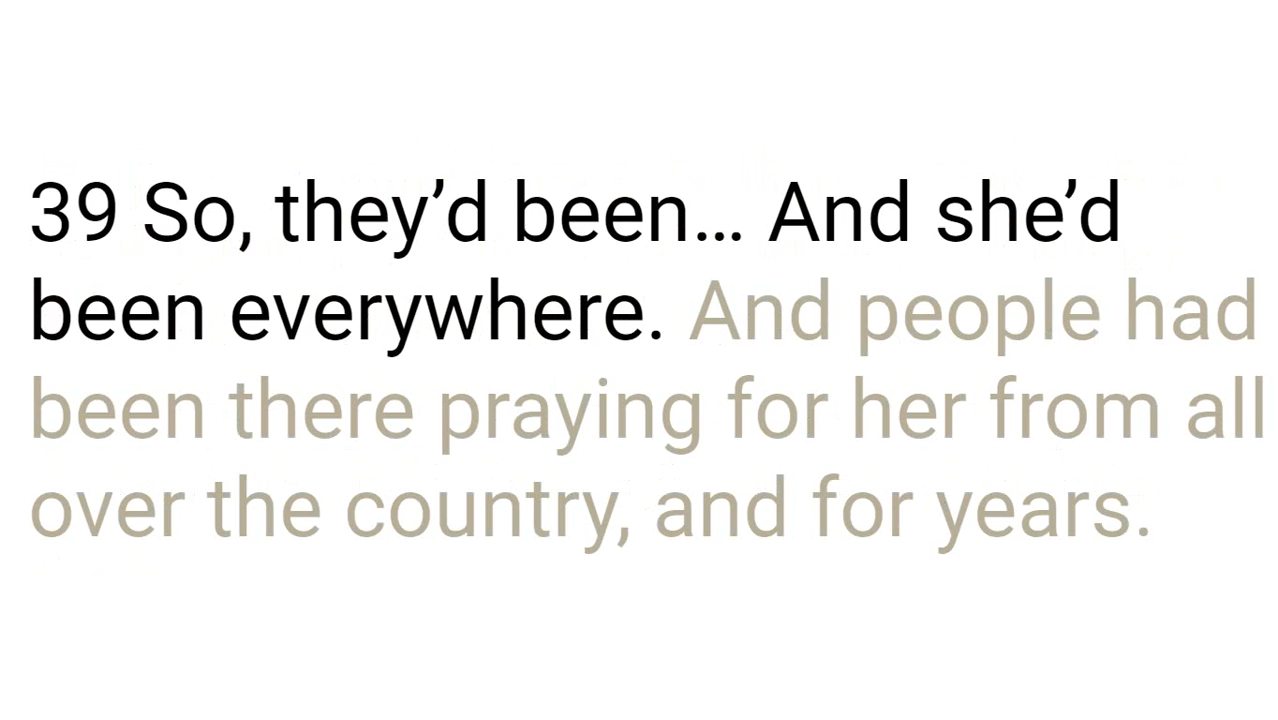 39 So, they’d been… And she’d
been everywhere. And people had
been there praying for her from all
over the country, and for years.